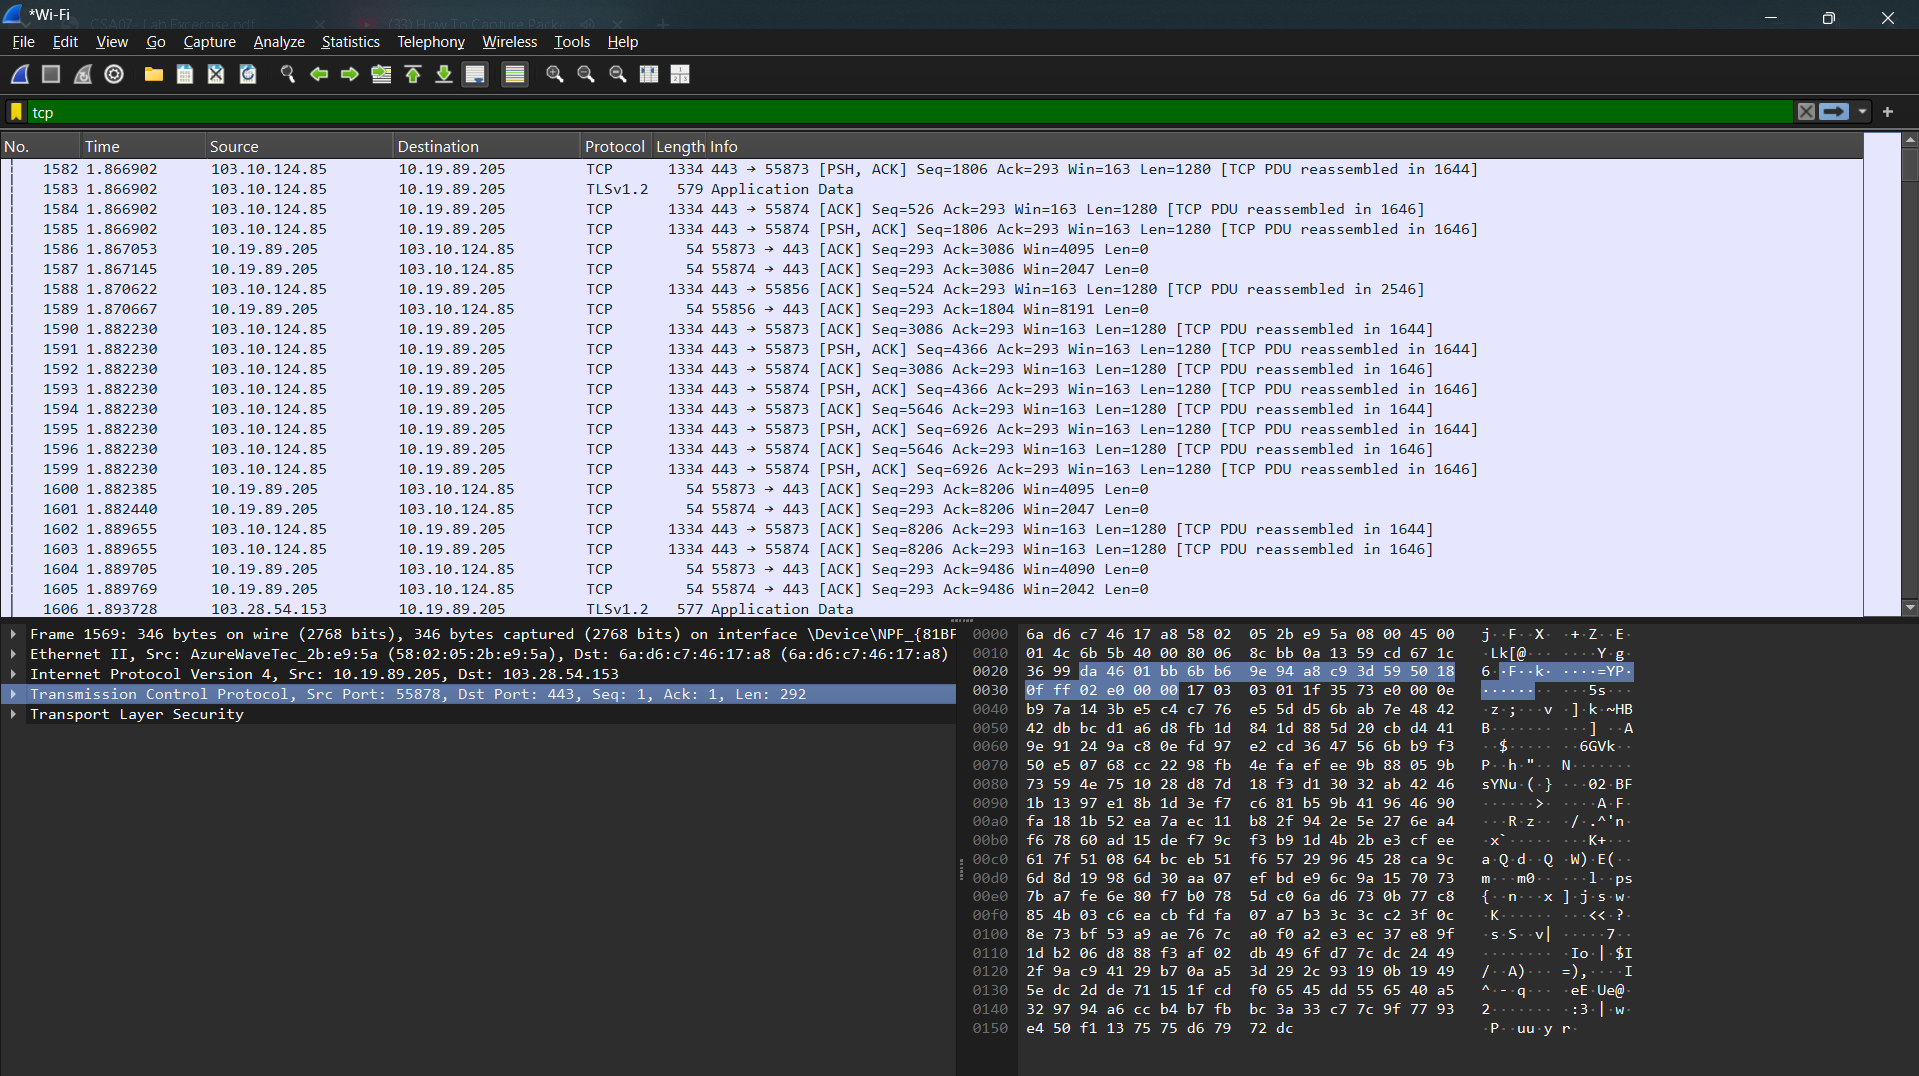 *Wi-Fi
File Edit View Go Capture Analyze Statistics Telephony Wireless Tools Help
tcp
No. Time Source Destination Protocol Length Info
1582 1.866902 103.10.124.85 10.19.89.205 TCP 1334 443 → 55873 [PSH, ACK] Seq=1806 Ack=293 Win=163 Len=1280 [TCP PDU reassembled in 1644]
1583 1.866902 103.10.124.85 10.19.89.205 TLSv1.2 579 Application Data
1584 1.866902 103.10.124.85 10.19.89.205 TCP 1334 443 → 55874 [ACK] Seq=526 Ack=293 Win=163 Len=1280 [TCP PDU reassembled in 1646]
1585 1.866902 103.10.124.85 10.19.89.205 TCP 1334 443 → 55874 [PSH, ACK] Seq=1806 Ack=293 Win=163 Len=1280 [TCP PDU reassembled in 1646]
1586 1.867053 10.19.89.205 103.10.124.85 TCP 54 55873 → 443 [ACK] Seq=293 Ack=3086 Win=4095 Len=0
1587 1.867145 10.19.89.205 103.10.124.85 TCP 54 55874 → 443 [ACK] Seq=293 Ack=3086 Win=2047 Len=0
1588 1.870622 103.10.124.85 10.19.89.205 TCP 1334 443 → 55856 [ACK] Seq=524 Ack=293 Win=163 Len=1280 [TCP PDU reassembled in 2546]
1589 1.870667 10.19.89.205 103.10.124.85 TCP 54 55856 → 443 [ACK] Seq=293 Ack=1804 Win=8191 Len=0
1590 1.882230 103.10.124.85 10.19.89.205 TCP 1334 443 → 55873 [ACK] Seq=3086 Ack=293 Win=163 Len=1280 [TCP PDU reassembled in 1644]
1591 1.882230 103.10.124.85 10.19.89.205 TCP 1334 443 → 55873 [PSH, ACK] Seq=4366 Ack=293 Win=163 Len=1280 [TCP PDU reassembled in 1644]
1592 1.882230 103.10.124.85 10.19.89.205 TCP 1334 443 → 55874 [ACK] Seq=3086 Ack=293 Win=163 Len=1280 [TCP PDU reassembled in 1646]
1593 1.882230 103.10.124.85 10.19.89.205 TCP 1334 443 → 55874 [PSH, ACK] Seq=4366 Ack=293 Win=163 Len=1280 [TCP PDU reassembled in 1646]
1594 1.882230 103.10.124.85 10.19.89.205 TCP 1334 443 → 55873 [ACK] Seq=5646 Ack=293 Win=163 Len=1280 [TCP PDU reassembled in 1644]
1595 1.882230 103.10.124.85 10.19.89.205 TCP 1334 443 → 55873 [PSH, ACK] Seq=6926 Ack=293 Win=163 Len=1280 [TCP PDU reassembled in 1644]
1596 1.882230 103.10.124.85 10.19.89.205 TCP 1334 443 → 55874 [ACK] Seq=5646 Ack=293 Win=163 Len=1280 [TCP PDU reassembled in 1646]
1599 1.882230 103.10.124.85 10.19.89.205 TCP 1334 443 → 55874 [PSH, ACK] Seq=6926 Ack=293 Win=163 Len=1280 [TCP PDU reassembled in 1646]
1600 1.882385 10.19.89.205 103.10.124.85 TCP 54 55873 → 443 [ACK] Seq=293 Ack=8206 Win=4095 Len=0
1601 1.882440 10.19.89.205 103.10.124.85 TCP 54 55874 → 443 [ACK] Seq=293 Ack=8206 Win=2047 Len=0
1602 1.889655 103.10.124.85 10.19.89.205 TCP 1334 443 → 55873 [ACK] Seq=8206 Ack=293 Win=163 Len=1280 [TCP PDU reassembled in 1644]
1603 1.889655 103.10.124.85 10.19.89.205 TCP 1334 443 → 55874 [ACK] Seq=8206 Ack=293 Win=163 Len=1280 [TCP PDU reassembled in 1646]
1604 1.889705 10.19.89.205 103.10.124.85 TCP 54 55873 → 443 [ACK] Seq=293 Ack=9486 Win=4090 Len=0
1605 1.889769 10.19.89.205 103.10.124.85 TCP 54 55874 → 443 [ACK] Seq=293 Ack=9486 Win=2042 Len=0
1606 1.893728 103.28.54.153 10.19.89.205 TLSv1.2 577 Application Data
Frame 1569: 346 bytes on wire (2768 bits), 346 bytes captured (2768 bits) on interface \Device\NPF_{81BF
Ethernet II, Src: AzureWaveTec_2b:e9:5a (58:02:05:2b:e9:5a), Dst: 6a:d6:c7:46:17:a8 (6a:d6:c7:46:17:a8)
Internet Protocol Version 4, Src: 10.19.89.205, Dst: 103.28.54.153
Transmission Control Protocol, Src Port: 55878, Dst Port: 443, Seq: 1, Ack: 1, Len: 292
Transport Layer Security
0000 6a d6 c7 46 17 a8 58 02 05 2b e9 5a 08 00 45 00 j··F··X· ·+·Z··E·
0010 01 4c 6b 5b 40 00 80 06 8c bb 0a 13 59 cd 67 1c ·Lk[@··· ····Y·g·
0020 36 99 da 46 01 bb 6b b6 9e 94 a8 c9 3d 59 50 18 6··F··k· ····=YP·
0030 0f ff 02 e0 00 00 17 03 03 01 1f 35 73 e0 00 0e ········ ···5s···
0040 b9 7a 14 3b e5 c4 c7 76 e5 5d d5 6b ab 7e 48 42 ·z·;···v ·]·k·~HB
0050 42 db bc d1 a6 d8 fb 1d 84 1d 88 5d 20 cb d4 41 B······· ···] ··A
0060 9e 91 24 9a c8 0e fd 97 e2 cd 36 47 56 6b b9 f3 ··$····· ··6GVk··
0070 50 e5 07 68 cc 22 98 fb 4e fa ef ee 9b 88 05 9b P··h·"·· N·······
0080 73 59 4e 75 10 28 d8 7d 18 f3 d1 30 32 ab 42 46 sYNu·(·} ···02·BF
0090 1b 13 97 e1 8b 1d 3e f7 c6 81 b5 9b 41 96 46 90 ······>· ····A·F·
00a0 fa 18 1b 52 ea 7a ec 11 b8 2f 94 2e 5e 27 6e a4 ···R·z·· ·/·.^'n·
00b0 f6 78 60 ad 15 de f7 9c f3 b9 1d 4b 2b e3 cf ee ·x`····· ···K+···
00c0 61 7f 51 08 64 bc eb 51 f6 57 29 96 45 28 ca 9c a·Q·d··Q ·W)·E(··
00d0 6d 8d 19 98 6d 30 aa 07 ef bd e9 6c 9a 15 70 73 m···m0·· ···l··ps
00e0 7b a7 fe 6e 80 f7 b0 78 5d c0 6a d6 73 0b 77 c8 {··n···x ]·j·s·w·
00f0 85 4b 03 c6 ea cb fd fa 07 a7 b3 3c 3c c2 3f 0c ·K······ ···<<·?·
0100 8e 73 bf 53 a9 ae 76 7c a0 f0 a2 e3 ec 37 e8 9f ·s·S··v| ·····7··
0110 1d b2 06 d8 88 f3 af 02 db 49 6f d7 7c dc 24 49 ········ ·Io·|·$I
0120 2f 9a c9 41 29 b7 0a a5 3d 29 2c 93 19 0b 19 49 /··A)··· =),····I
0130 5e dc 2d de 71 15 1f cd f0 65 45 dd 55 65 40 a5 ^·-·q··· ·eE·Ue@·
0140 32 97 94 a6 cc b4 b7 fb bc 3a 33 c7 7c 9f 77 93 2······· ·:3·|·w·
0150 e4 50 f1 13 75 75 d6 79 72 dc ·P··uu·y r·